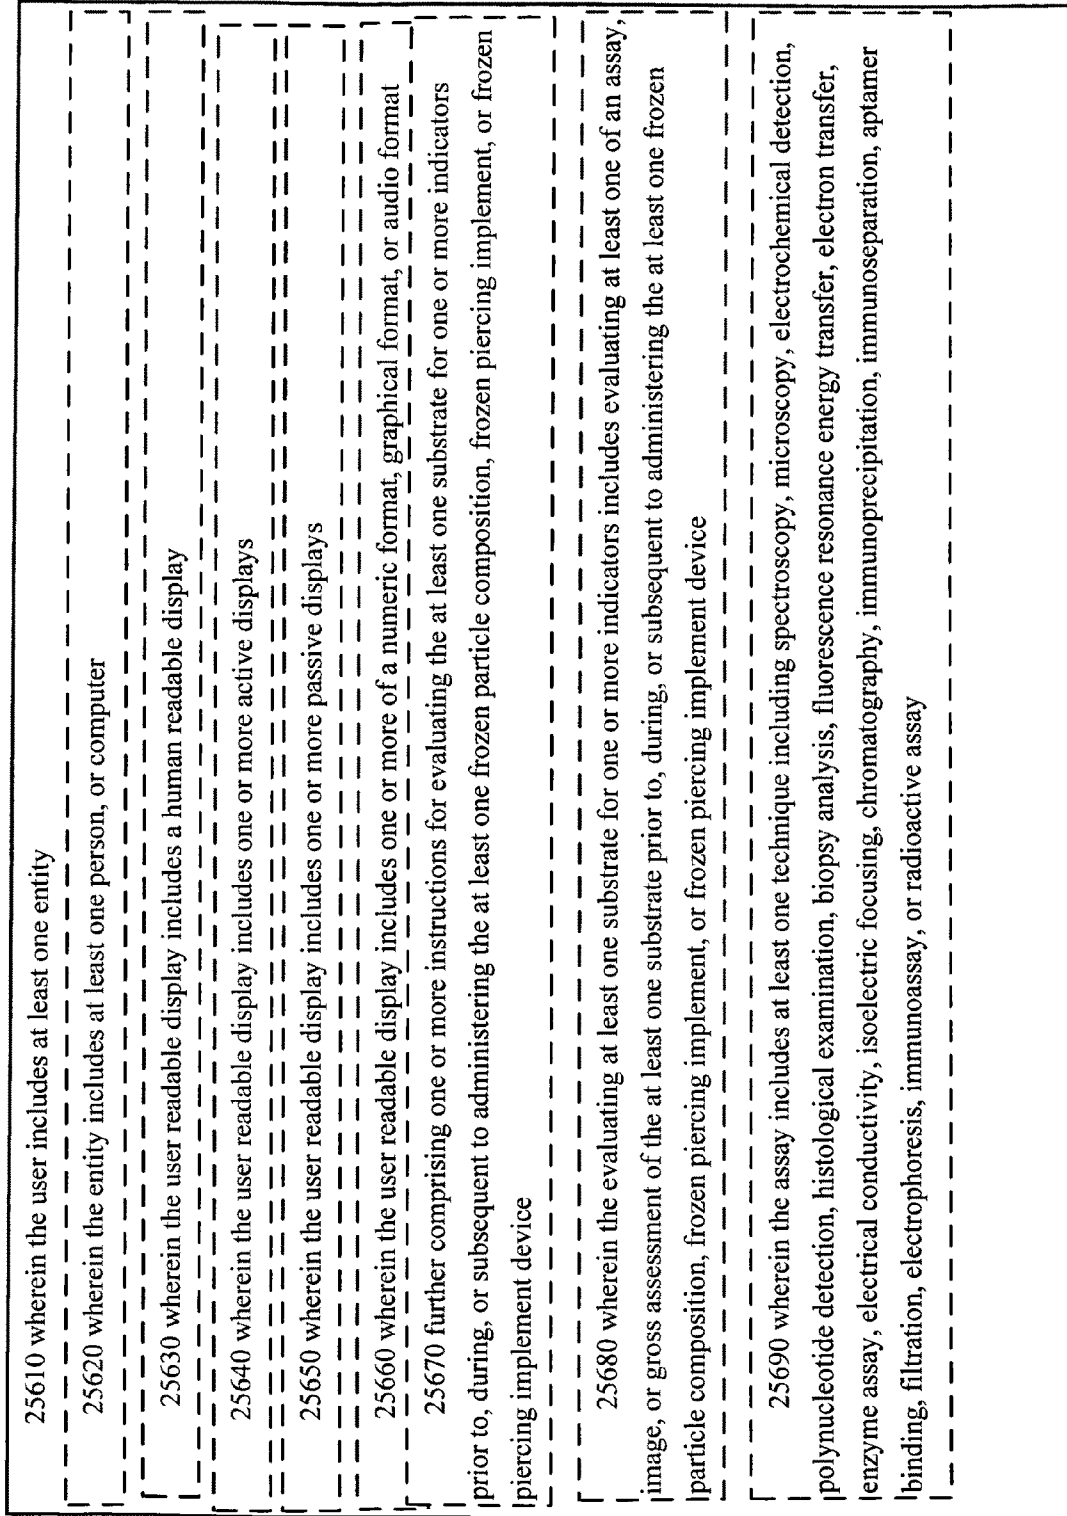 25610 wherein the user includes at least one entity
25620 wherein the entity includes at least one person, or computer
25630 wherein the user readable display includes a human readable display
25640 wherein the user readable display includes one or more active displays
25650 wherein the user readable display includes one or more passive displays
25660 wherein the user readable display includes one or more of a numeric format, graphical format, or audio format
25670 further comprising one or more instructions for evaluating the at least one substrate for one or more indicators
prior to, during, or subsequent to administering the at least one frozen particle composition, frozen piercing implement, or frozen
piercing implement device
25680 wherein the evaluating at least one substrate for one or more indicators includes evaluating at least one of an assay,
image, or gross assessment of the at least one substrate prior to, during, or subsequent to administering the at least one frozen
particle composition, frozen piercing implement, or frozen piercing implement device
25690 wherein the assay includes at least one technique including spectroscopy, microscopy, electrochemical detection,
polynucleotide detection, histological examination, biopsy analysis, fluorescence resonance energy transfer, electron transfer,
enzyme assay, electrical conductivity, isoelectric focusing, chromatography, immunoprecipitation, immunoseparation, aptamer
binding, filtration, electrophoresis, immunoassay, or radioactive assay